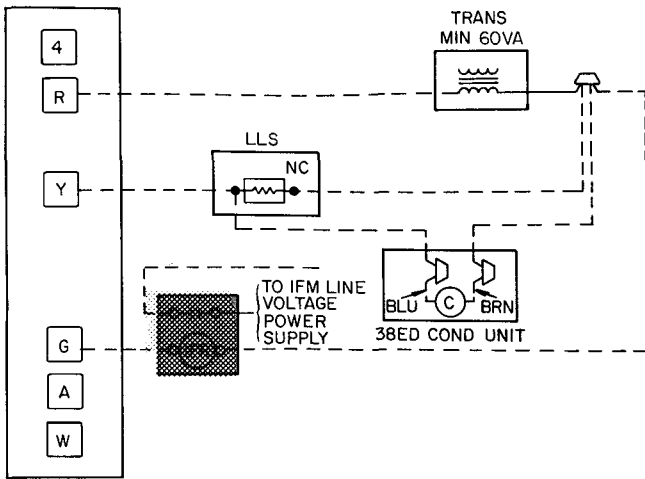 TRANS
MIN 60VA
4
R
LLS
NC
Y
TO IFM LINE
VOLTAGE
POWER
SUPPLY
BLU
C
BRN
38ED COND UNIT
G
A
W